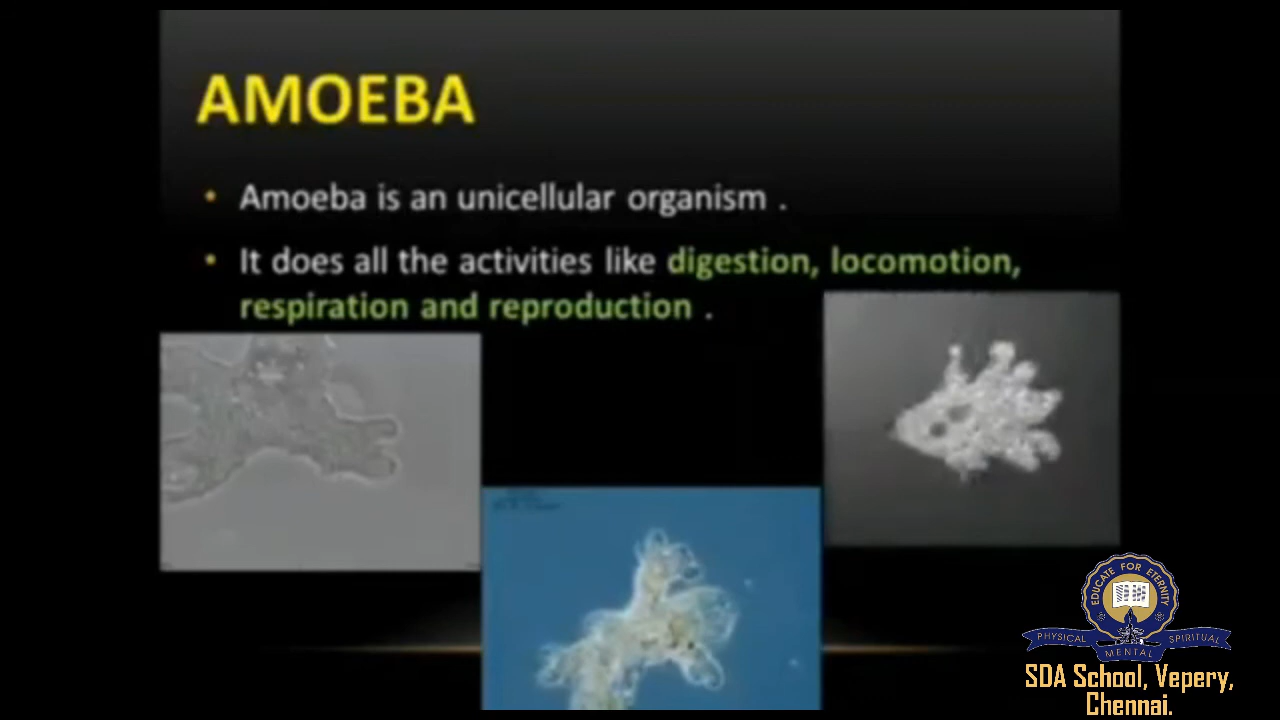 AMOEBA
• Amoeba is an unicellular organism .
• It does all the activities like digestion, locomotion,
respiration and reproduction .
EDUCATE FOR ETERNITY
PHYSICAL
SPIRITUAL
MENTAL
SDA School, Vepery,
Chennai.